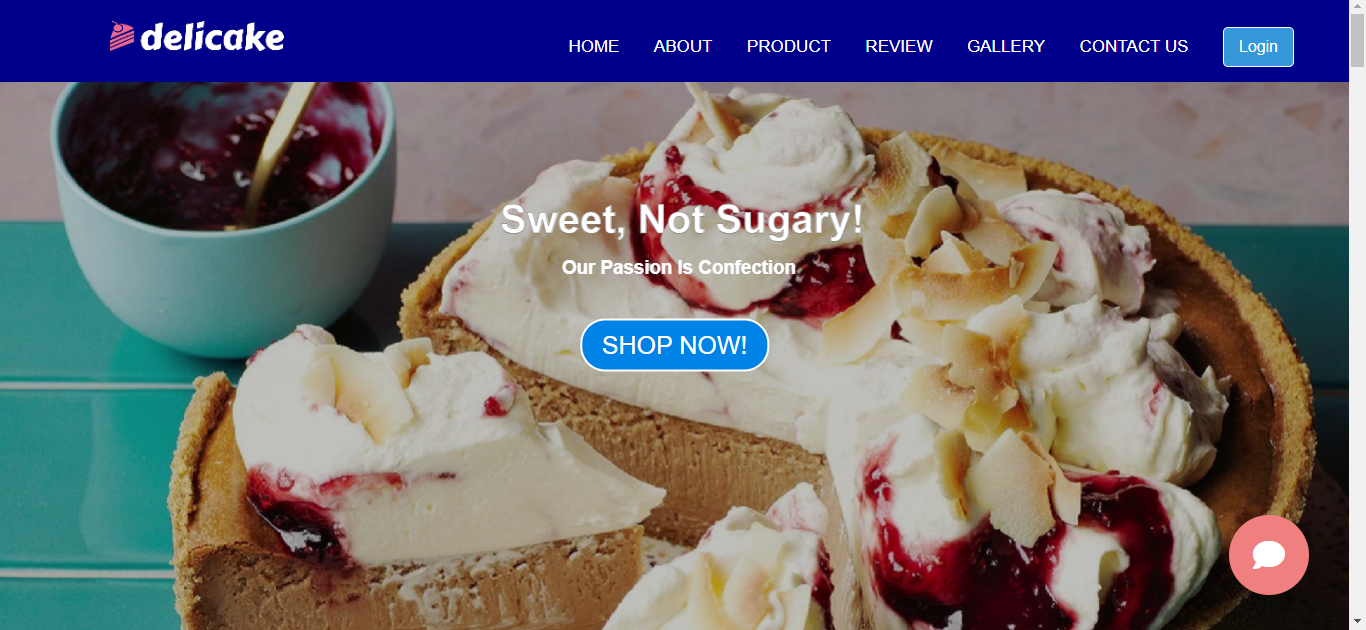 delicake
HOME ABOUT PRODUCT REVIEW GALLERY CONTACT US Login
Sweet, Not Sugary!
Our Passion Is Confection.
SHOP NOW!